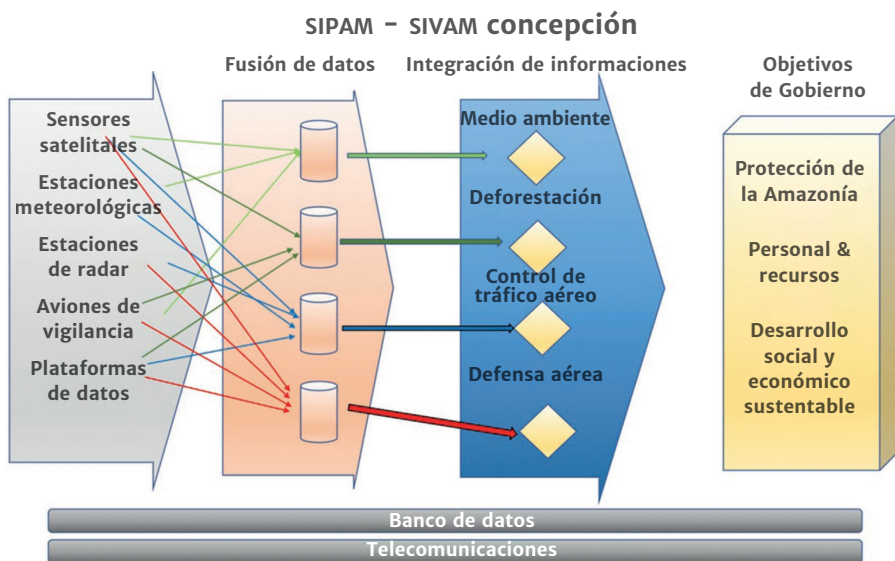 SIPAM - SIVAM concepción
Fusión de datos
Integración de informaciones
Objetivos
de Gobierno
Sensores
satelitales
Estaciones
meteorológicas
Estaciones
de radar
Aviones de
vigilancia
Plataformas
de datos
Medio ambiente
Deforestación
Control de
tráfico aéreo
Defensa aérea
Protección de
la Amazonía
Personal &
recursos
Desarrollo
social y
económico
sustentable
Banco de datos
Telecomunicaciones